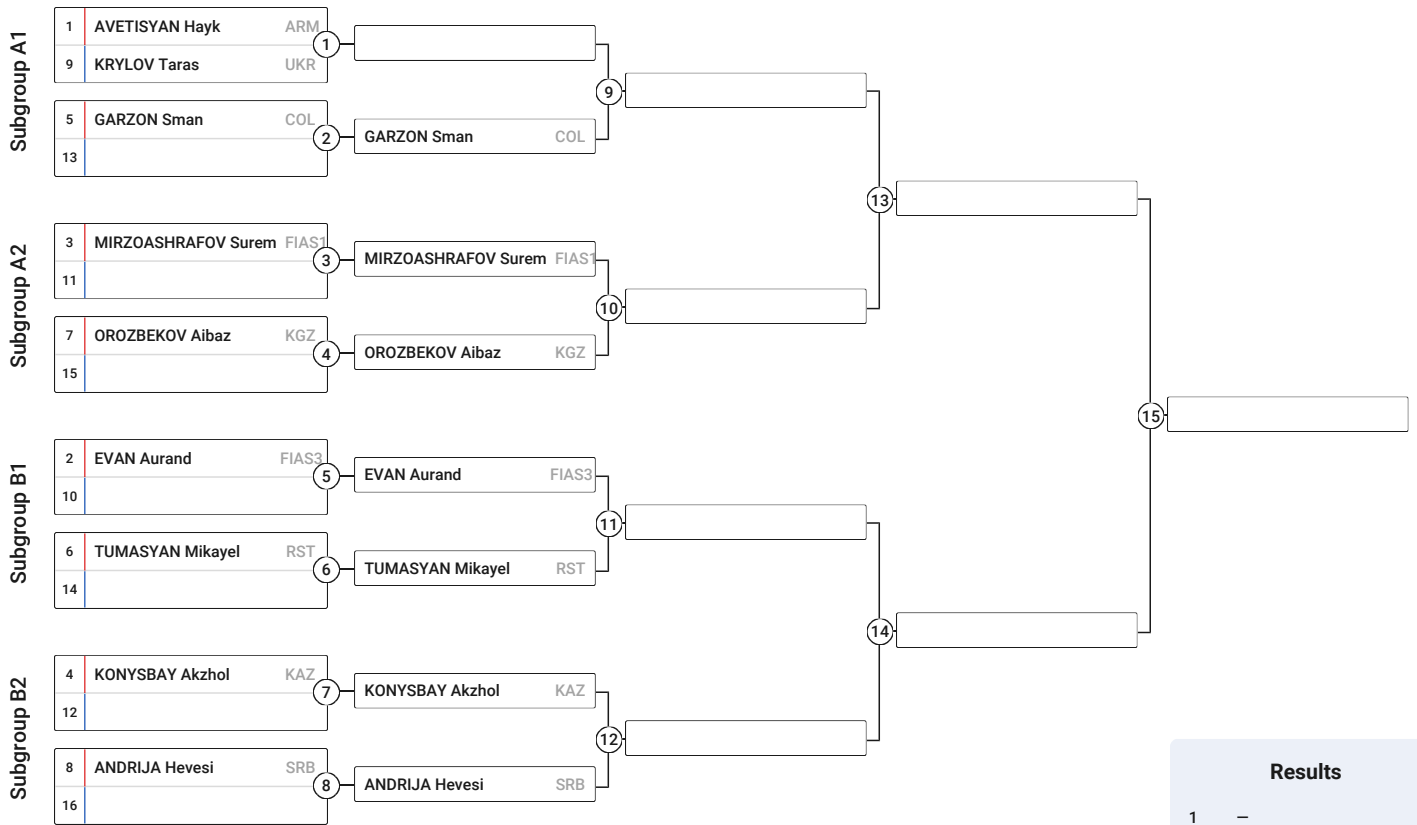 Subgroup A1
1 AVETISYAN Hayk ARM
9 KRYLOV Taras UKR
1
5 GARZON Sman COL
13
2
GARZON Sman COL
9
Subgroup A2
3 MIRZOASHRAFOV Surem FIAS1
11
3
MIRZOASHRAFOV Surem FIAS1
7 OROZBEKOV Aibaz KGZ
15
4
OROZBEKOV Aibaz KGZ
10
13
Subgroup B1
2 EVAN Aurand FIAS3
10
5
EVAN Aurand FIAS3
6 TUMASYAN Mikayel RST
14
6
TUMASYAN Mikayel RST
11
Subgroup B2
4 KONYSBAY Akzhol KAZ
12
7
KONYSBAY Akzhol KAZ
8 ANDRIJA Hevesi SRB
16
8
ANDRIJA Hevesi SRB
12
14
15
Results
1 –